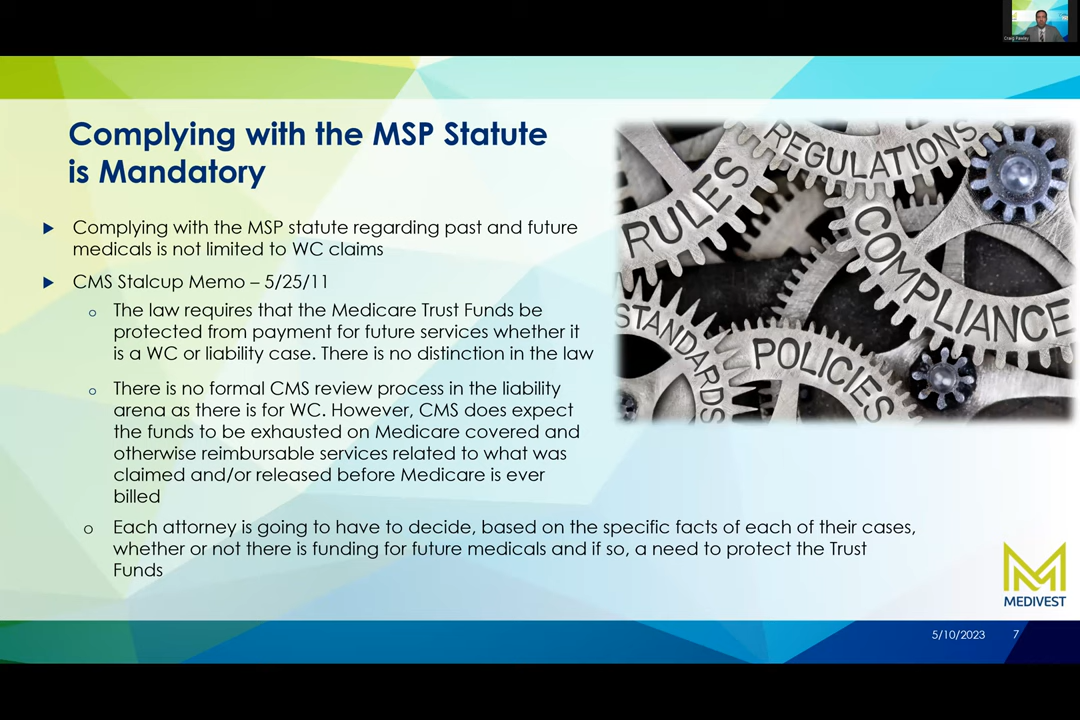 Complying with the MSP Statute
is Mandatory
Complying with the MSP statute regarding past and future
medicals is not limited to WC claims
CMS Stalcup Memo – 5/25/11
The law requires that the Medicare Trust Funds be
protected from payment for future services whether it
is a WC or liability case. There is no distinction in the law
There is no formal CMS review process in the liability
arena as there is for WC. However, CMS does expect
the funds to be exhausted on Medicare covered and
otherwise reimbursable services related to what was
claimed and/or released before Medicare is ever
billed
Each attorney is going to have to decide, based on the specific facts of each of their cases,
whether or not there is funding for future medicals and if so, a need to protect the Trust
Funds
REGULATIONS
RULES
COMPLIANCE
STANDARDS
POLICIES
MEDIVEST
5/10/2023 7